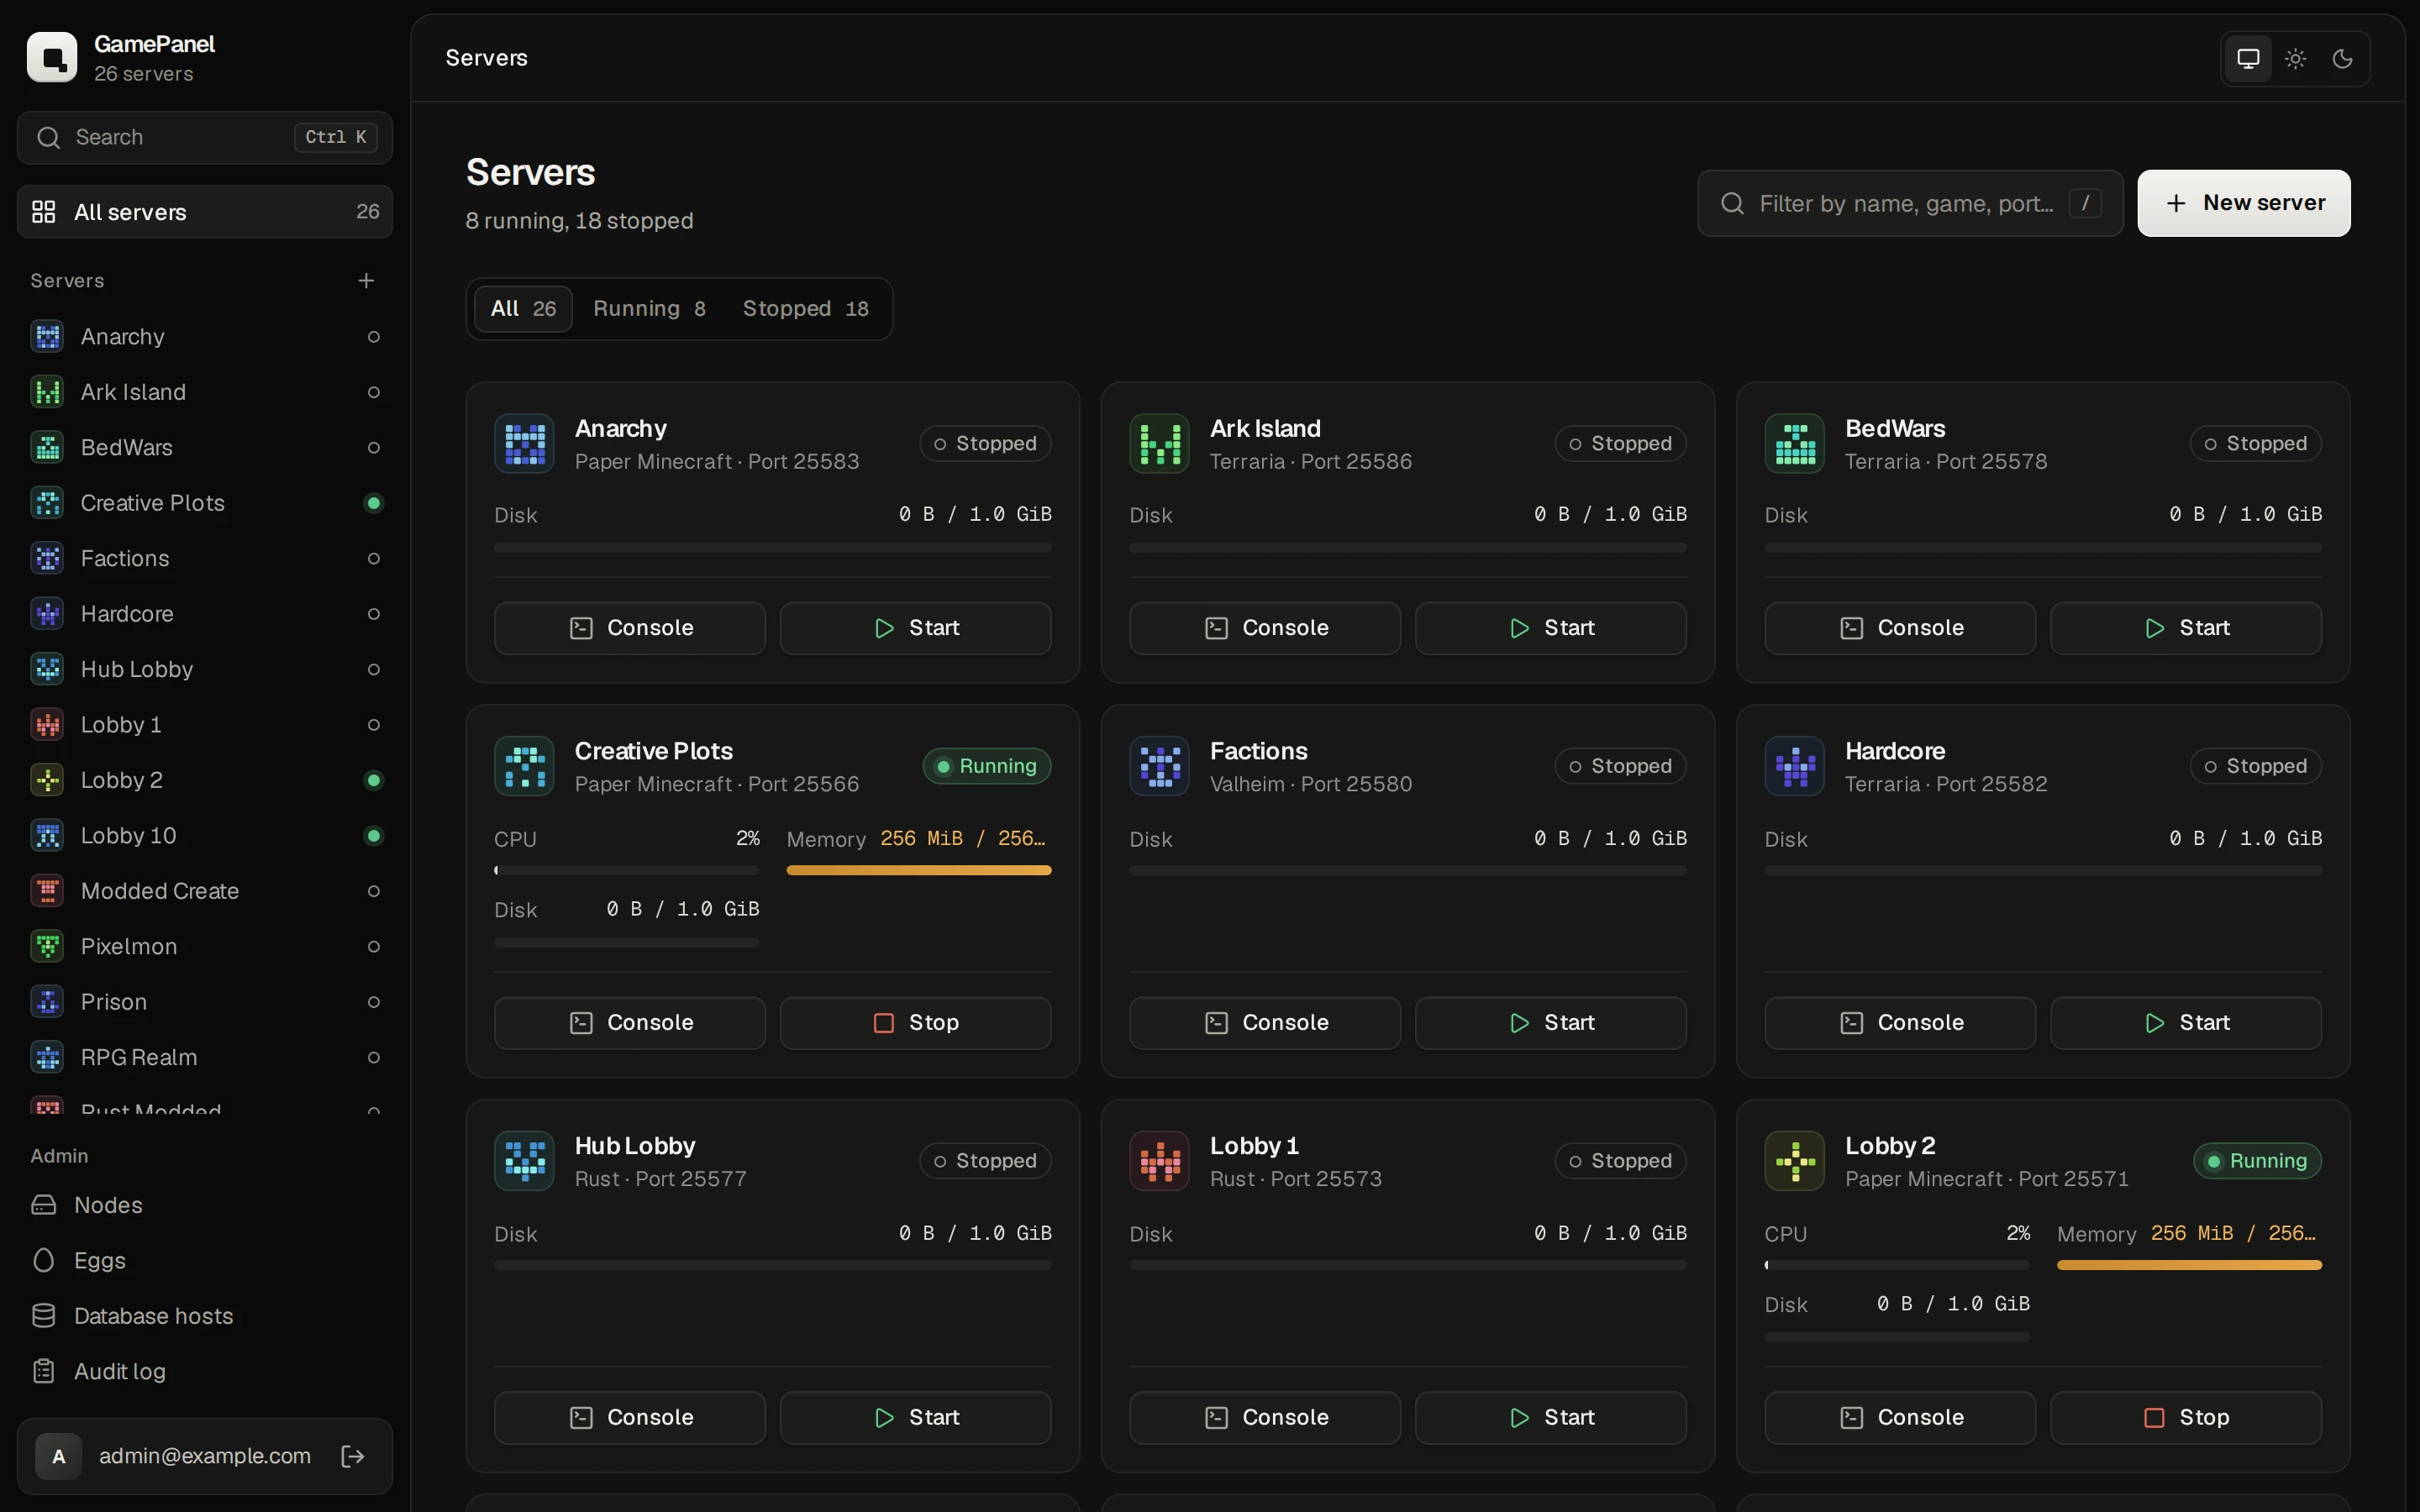 GamePanel
26 servers
Search Ctrl K
All servers 26
Servers
Anarchy
Ark Island
BedWars
Creative Plots
Factions
Hardcore
Hub Lobby
Lobby 1
Lobby 2
Lobby 10
Modded Create
Pixelmon
Prison
RPG Realm
Rust Modded
Admin
Nodes
Eggs
Database hosts
Audit log
A admin@example.com
Servers
Servers
8 running, 18 stopped
Filter by name, game, port... /
New server
All 26 Running 8 Stopped 18
Anarchy
Paper Minecraft · Port 25583
Stopped
Disk 0 B / 1.0 GiB
Console Start
Ark Island
Terraria · Port 25586
Stopped
Disk 0 B / 1.0 GiB
Console Start
BedWars
Terraria · Port 25578
Stopped
Disk 0 B / 1.0 GiB
Console Start
Creative Plots
Paper Minecraft · Port 25566
Running
CPU 2% Memory 256 MiB / 256...
Disk 0 B / 1.0 GiB
Console Stop
Factions
Valheim · Port 25580
Stopped
Disk 0 B / 1.0 GiB
Console Start
Hardcore
Terraria · Port 25582
Stopped
Disk 0 B / 1.0 GiB
Console Start
Hub Lobby
Rust · Port 25577
Stopped
Disk 0 B / 1.0 GiB
Console Start
Lobby 1
Rust · Port 25573
Stopped
Disk 0 B / 1.0 GiB
Console Start
Lobby 2
Paper Minecraft · Port 25571
Running
CPU 2% Memory 256 MiB / 256...
Disk 0 B / 1.0 GiB
Console Stop